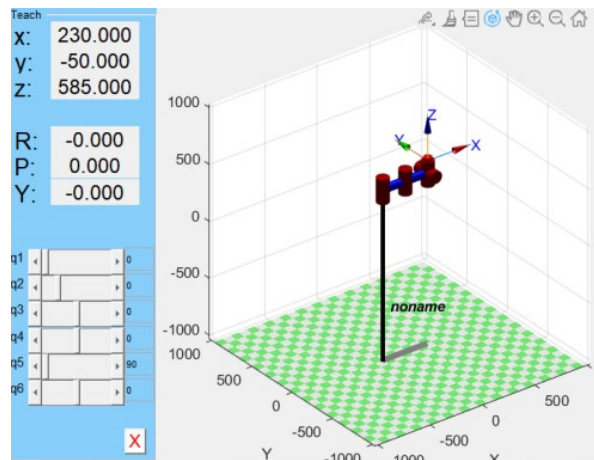 Teach
x: 230.000
y: -50.000
z: 585.000
R: -0.000
P: 0.000
Y: -0.000
q1 0
q2 0
q3 0
q4 0
q5 90
q6 0
X
1000
500
0
-500
-1000
1000
500
0
-500
-1000
Y
-1000
-500
0
500
X
Z
Y
X
noname